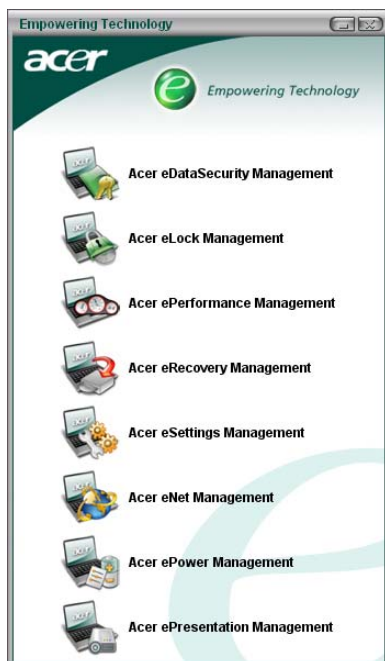 Empowering Technology
acer
e Empowering Technology
Acer eDataSecurity Management
Acer eLock Management
Acer ePerformance Management
Acer eRecovery Management
Acer eSettings Management
Acer eNet Management
Acer ePower Management
Acer ePresentation Management